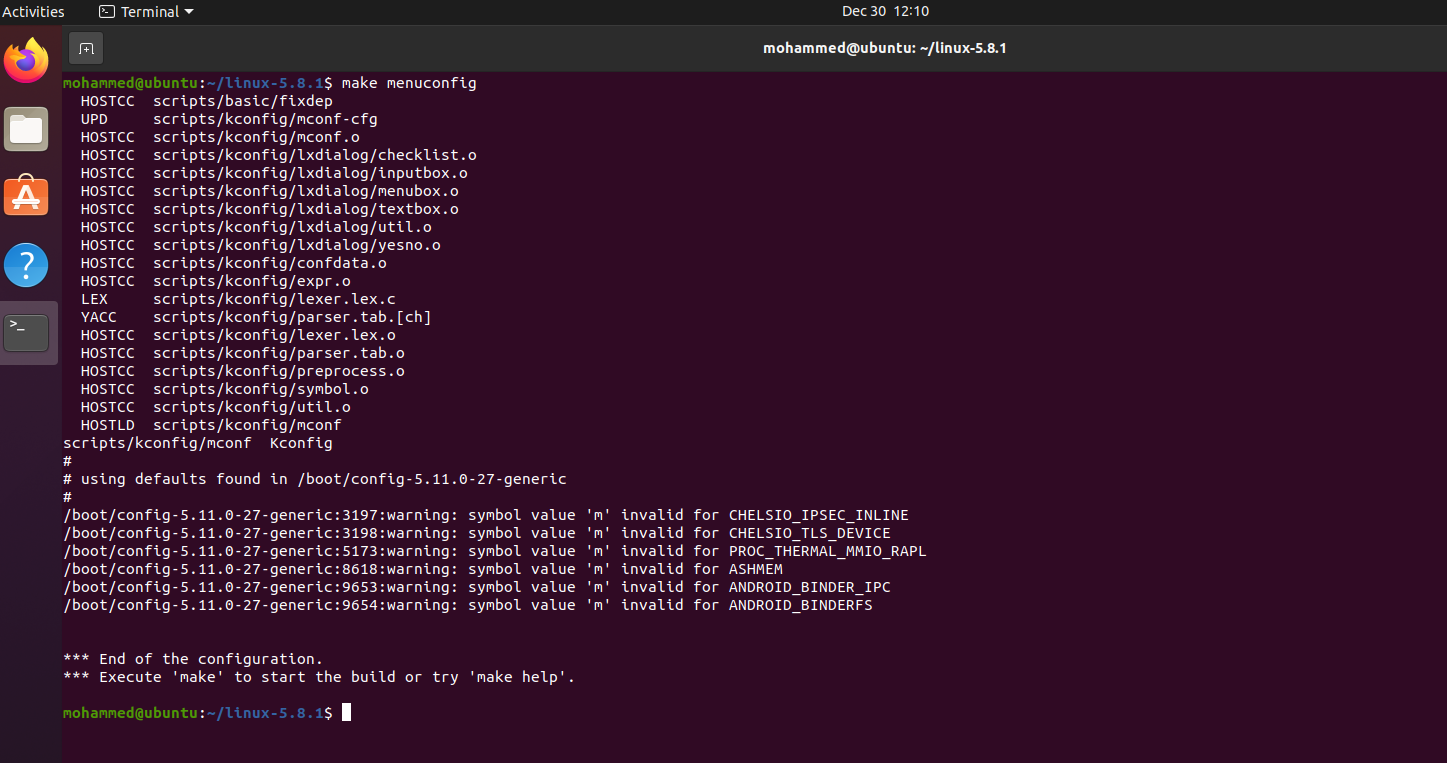 Activities
Terminal
Dec 30 12:10
mohammed@ubuntu: ~/linux-5.8.1
mohammed@ubuntu:~/linux-5.8.1$ make menuconfig
  HOSTCC  scripts/basic/fixdep
  UPD     scripts/kconfig/mconf-cfg
  HOSTCC  scripts/kconfig/mconf.o
  HOSTCC  scripts/kconfig/lxdialog/checklist.o
  HOSTCC  scripts/kconfig/lxdialog/inputbox.o
  HOSTCC  scripts/kconfig/lxdialog/menubox.o
  HOSTCC  scripts/kconfig/lxdialog/textbox.o
  HOSTCC  scripts/kconfig/lxdialog/util.o
  HOSTCC  scripts/kconfig/lxdialog/yesno.o
  HOSTCC  scripts/kconfig/confdata.o
  HOSTCC  scripts/kconfig/expr.o
  LEX     scripts/kconfig/lexer.lex.c
  YACC    scripts/kconfig/parser.tab.[ch]
  HOSTCC  scripts/kconfig/lexer.lex.o
  HOSTCC  scripts/kconfig/parser.tab.o
  HOSTCC  scripts/kconfig/preprocess.o
  HOSTCC  scripts/kconfig/symbol.o
  HOSTCC  scripts/kconfig/util.o
  HOSTLD  scripts/kconfig/mconf
scripts/kconfig/mconf  Kconfig
#
# using defaults found in /boot/config-5.11.0-27-generic
#
/boot/config-5.11.0-27-generic:3197:warning: symbol value 'm' invalid for CHELSIO_IPSEC_INLINE
/boot/config-5.11.0-27-generic:3198:warning: symbol value 'm' invalid for CHELSIO_TLS_DEVICE
/boot/config-5.11.0-27-generic:5173:warning: symbol value 'm' invalid for PROC_THERMAL_MMIO_RAPL
/boot/config-5.11.0-27-generic:8618:warning: symbol value 'm' invalid for ASHMEM
/boot/config-5.11.0-27-generic:9653:warning: symbol value 'm' invalid for ANDROID_BINDER_IPC
/boot/config-5.11.0-27-generic:9654:warning: symbol value 'm' invalid for ANDROID_BINDERFS
*** End of the configuration.
*** Execute 'make' to start the build or try 'make help'.
mohammed@ubuntu:~/linux-5.8.1$